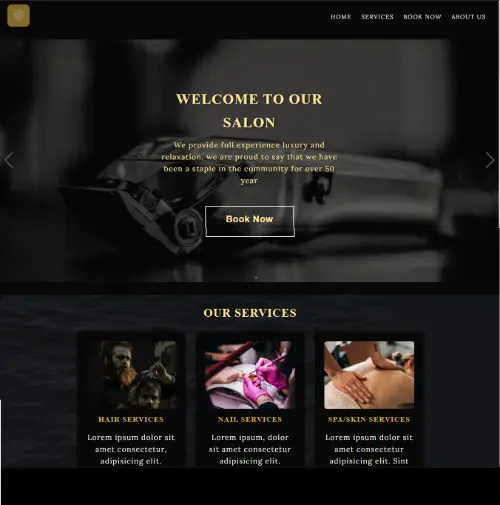 HOME SERVICES BOOK NOW ABOUT US
WELCOME TO OUR
SALON
We provide full experience luxury and
relaxation. we are proud to say that we have
been a staple in the community for over 50
year
Book Now
OUR SERVICES
HAIR SERVICES
Lorem ipsum dolor sit
amet consectetur,
adipisicing elit.
NAIL SERVICES
Lorem ipsum, dolor
sit amet consectetur
adipisicing elit.
SPA/SKIN SERVICES
Lorem ipsum dolor sit
amet consectetur
adipisicing elit. Sint